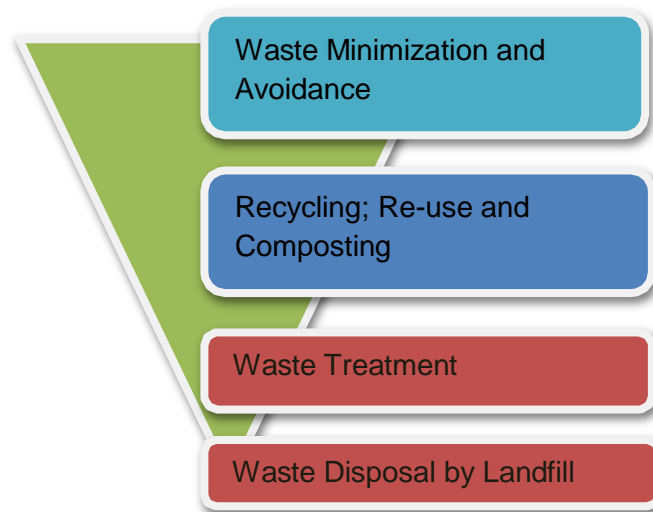 Waste Minimization and
Avoidance
Recycling; Re-use and
Composting
Waste Treatment
Waste Disposal by Landfill